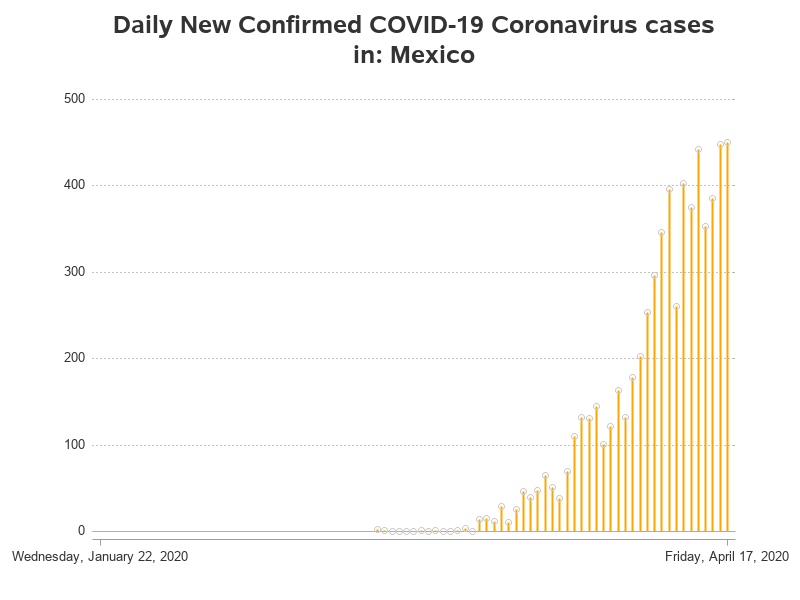 Daily New Confirmed COVID-19 Coronavirus cases
in: Mexico
500
400
300
200
100
0
Wednesday, January 22, 2020
Friday, April 17, 2020